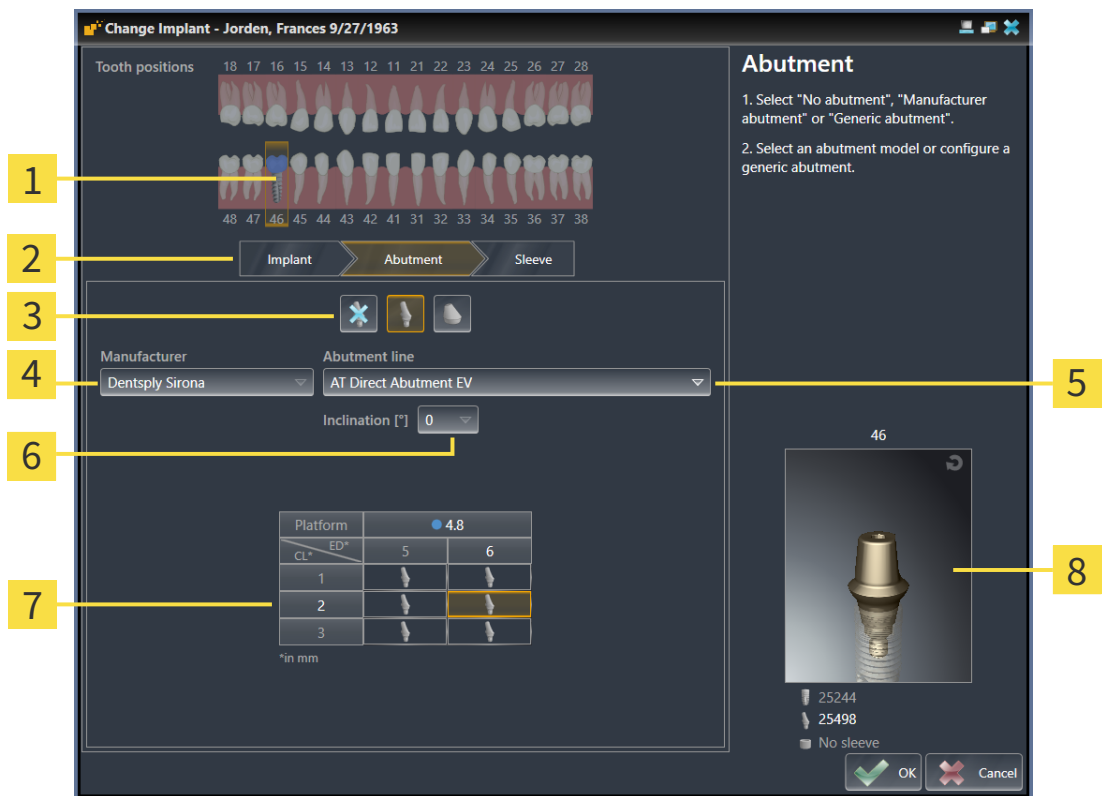 Change Implant - Jorden, Frances 9/27/1963
Tooth positions
18 17 16 15 14 13 12 11 21 22 23 24 25 26 27 28
48 47 46 45 44 43 42 41 31 32 33 34 35 36 37 38
1
2
Implant Abutment Sleeve
3
Manufacturer Abutment line
4
Dentsply Sirona AT Direct Abutment EV
5
Inclination [°] 0
6
Platform 4.8
CL* ED* 5 6
1
2
3
7
*in mm
Abutment
1. Select "No abutment", "Manufacturer
abutment" or "Generic abutment".
2. Select an abutment model or configure a
generic abutment.
46
8
25244
25498
No sleeve
OK Cancel